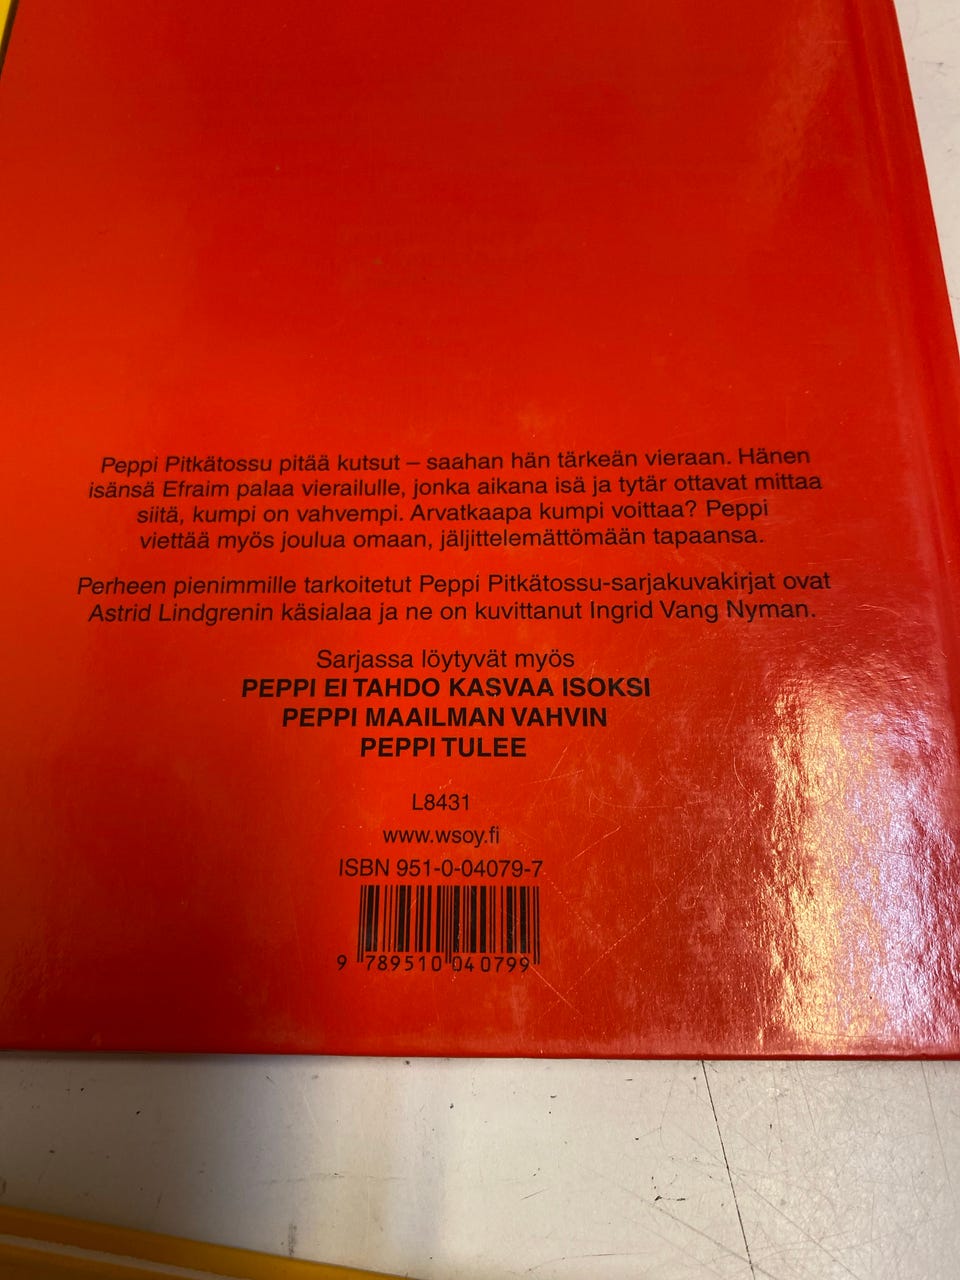 Peppi Pitkätossu pitää kutsut – saahan hän tärkeän vieraan. Hänen
isänsä Efraim palaa vierailulle, jonka aikana isä ja tytär ottavat mittaa
siitä, kumpi on vahvempi. Arvatkaapa kumpi voittaa? Peppi
viettää myös joulua omaan, jäljittelemättömään tapaansa.
Perheen pienimmille tarkoitetut Peppi Pitkätossu-sarjakuvakirjat ovat
Astrid Lindgrenin käsialaa ja ne on kuvittanut Ingrid Vang Nyman.
Sarjassa löytyvät myös
PEPPI EI TAHDO KASVAA ISOKSI
PEPPI MAAILMAN VAHVIN
PEPPI TULEE
L8431
www.wsoy.fi
ISBN 951-0-04079-7
9 789510 040799